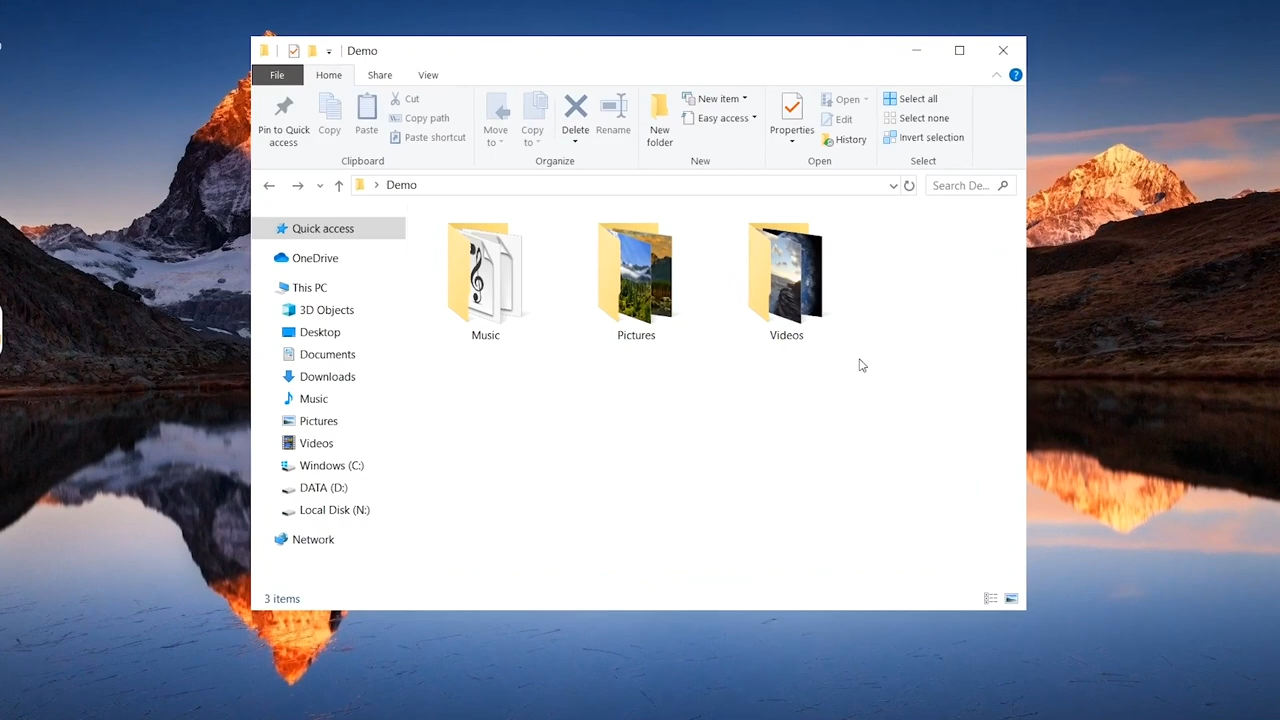 Demo
File Home Share View
Pin to Quick access
Copy
Paste
Cut
Copy path
Paste shortcut
Clipboard
Move to
Copy to
Delete
Rename
Organize
New folder
New item
Easy access
New
Properties
Open
Edit
History
Open
Select all
Select none
Invert selection
Select
Demo
Search De...
Quick access
OneDrive
This PC
3D Objects
Desktop
Documents
Downloads
Music
Pictures
Videos
Windows (C:)
DATA (D:)
Local Disk (N:)
Network
Music
Pictures
Videos
3 items